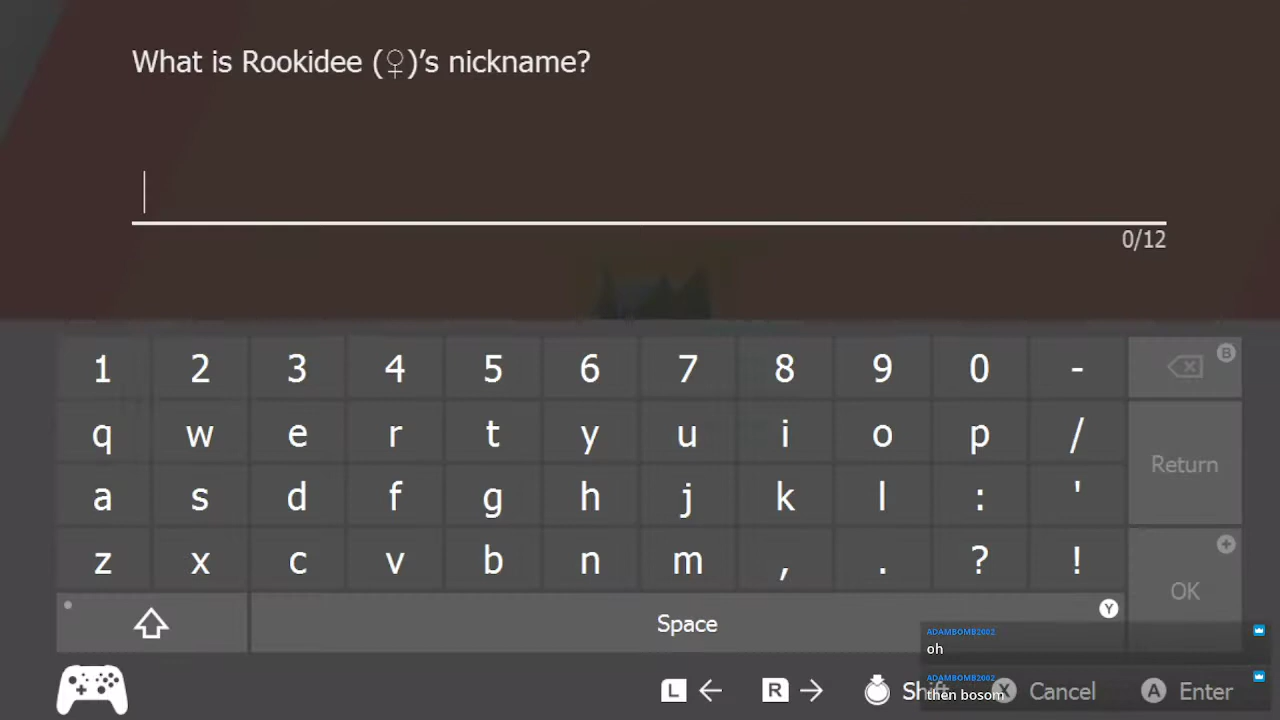 What is Rookidee (♀)'s nickname?
0/12
1 2 3 4 5 6 7 8 9 0 - B
q w e r t y u i o p /
Return
a s d f g h j k l : '
z x c v b n m , . ? ! +
OK
Space Y
ADAMBOMB2002
oh
ADAMBOMB2002
then bosom
L ← R → Shift X Cancel A Enter